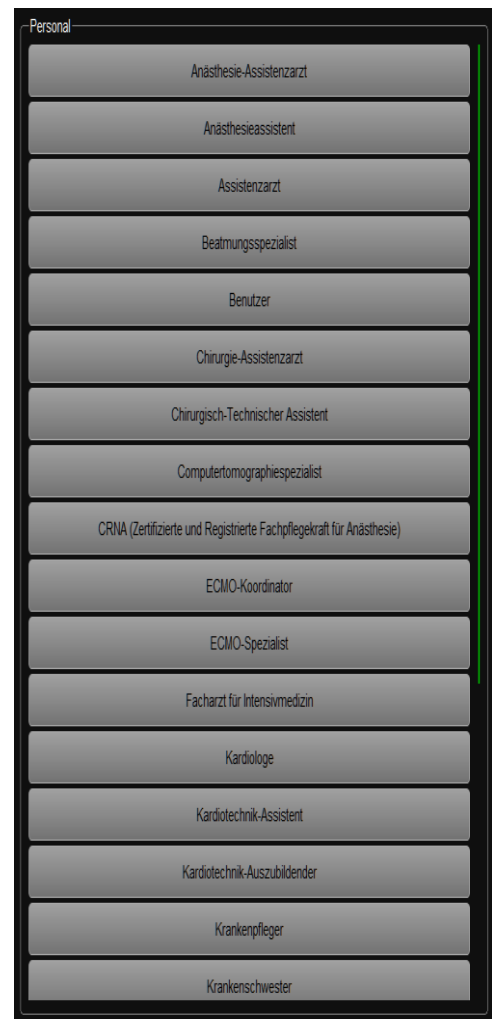 Personal
Anästhesie-Assistenzarzt
Anästhesieassistent
Assistenzarzt
Beatmungsspezialist
Benutzer
Chirurgie-Assistenzarzt
Chirurgisch-Technischer Assistent
Computertomographiespezialist
CRNA (Zertifizierte und Registrierte Fachpflegekraft für Anästhesie)
ECMO-Koordinator
ECMO-Spezialist
Facharzt für Intensivmedizin
Kardiologe
Kardiotechnik-Assistent
Kardiotechnik-Auszubildender
Krankenpfleger
Krankenschwester